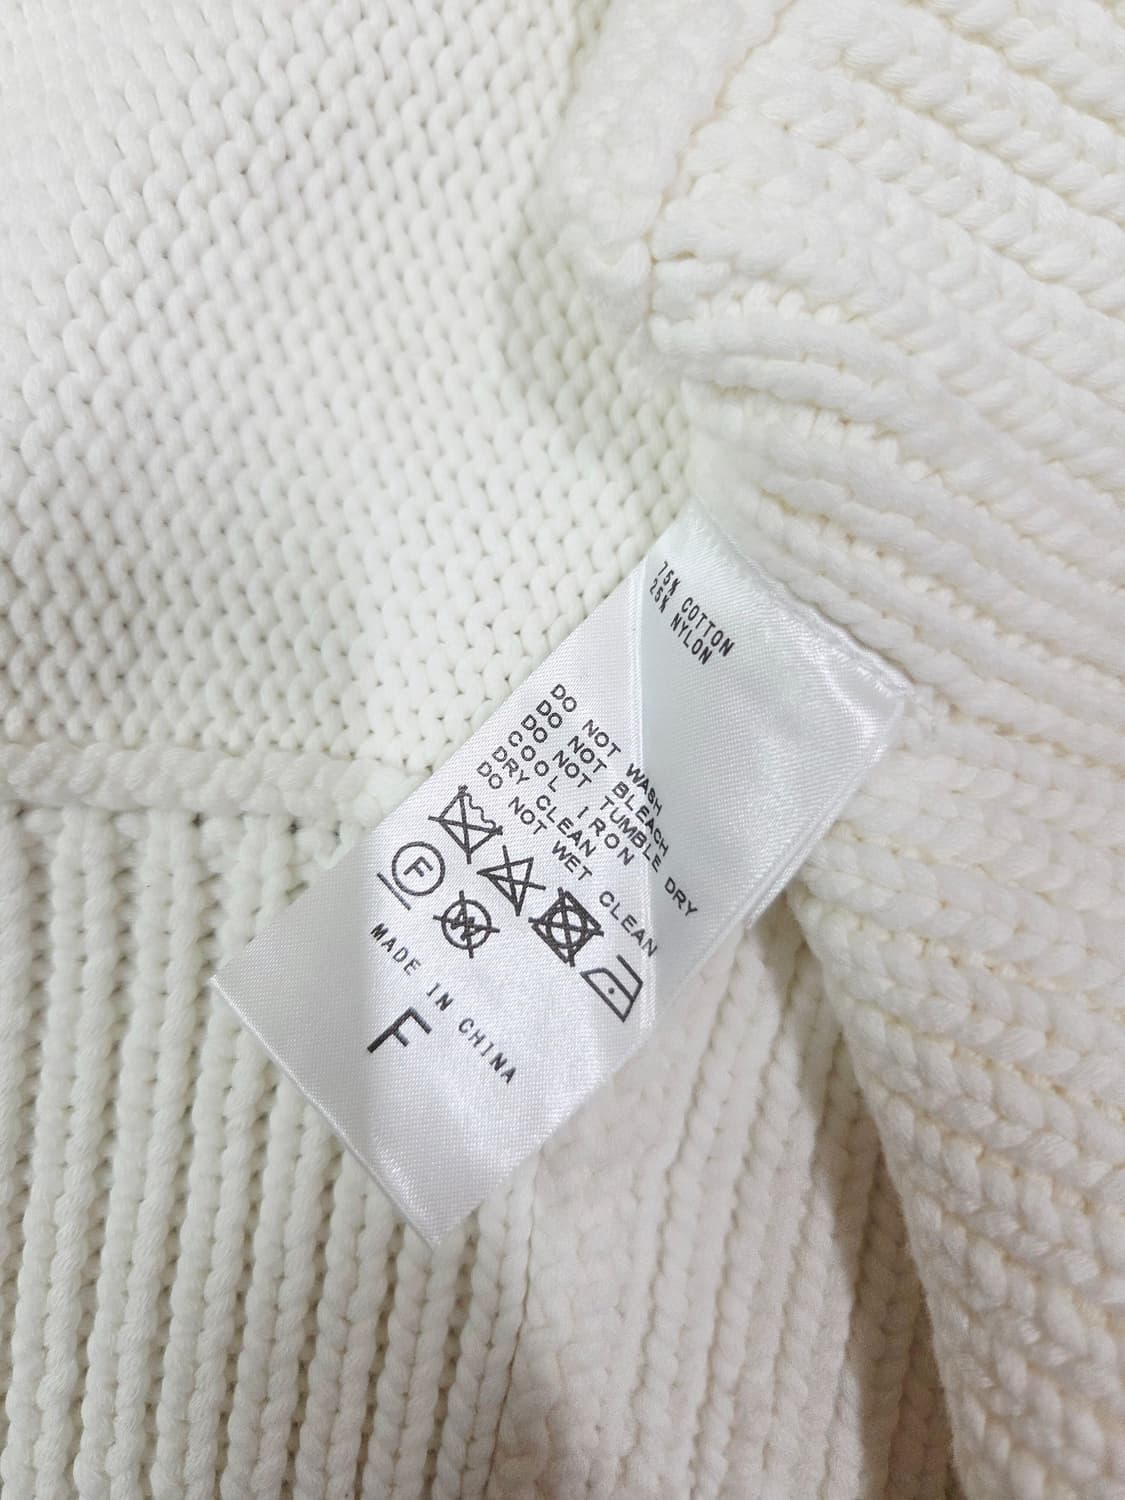 75% COTTON
25% NYLON
DO NOT WASH
DO NOT BLEACH
DO NOT TUMBLE DRY
COOL IRON
DRY CLEAN
DO NOT WET CLEAN
F
W
MADE IN CHINA
F